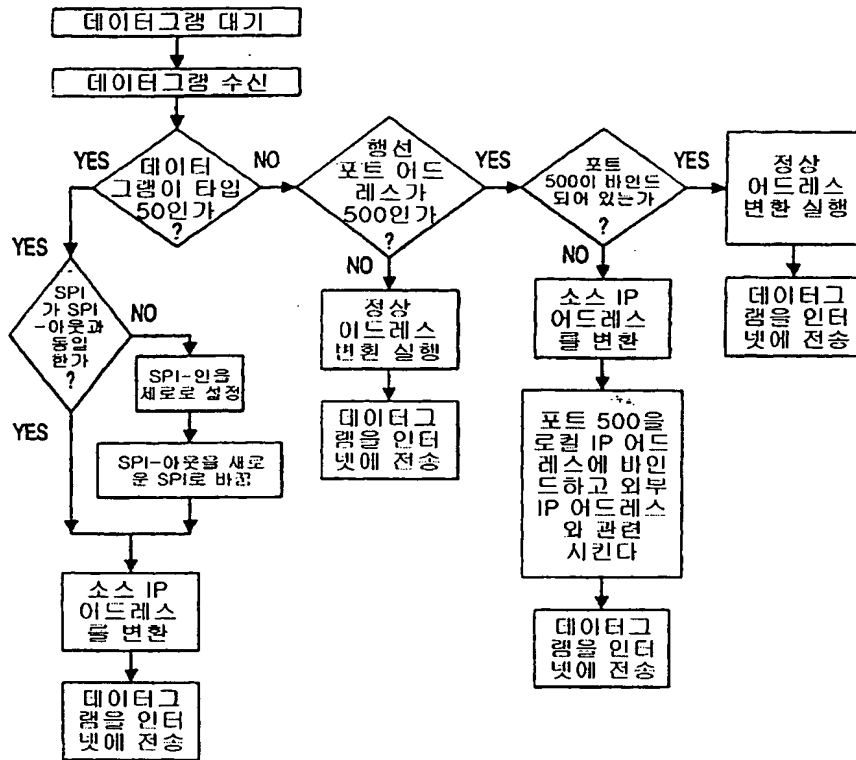 데이터그램 대기
데이터그램 수신
YES
데이터
그램이 타입
50인가
?
NO
행선
포트 어드
레스가
500인가
?
YES
포트
500이 바인드
되어 있는가
?
YES
정상
어드레스
변환 실행
데이터그
램을 인터
넷에 전송
YES
SPI
가 SPI
-아웃과
동일
한가
?
NO
SPI-인을
세로로 설정
SPI-아웃을 새로
운 SPI로 바꿈
YES
소스 IP
어드레스
를 변환
데이터그
램을 인터
넷에 전송
NO
정상
어드레스
변환 실행
데이터그
램을 인터
넷에 전송
NO
소스 IP
어드레스
를 변환
포트 500을
로컬 IP 어드
레스에 바인
드하고 외부
IP 어드레스
와 관련
시킨다
데이터그
램을 인터
넷에 전송